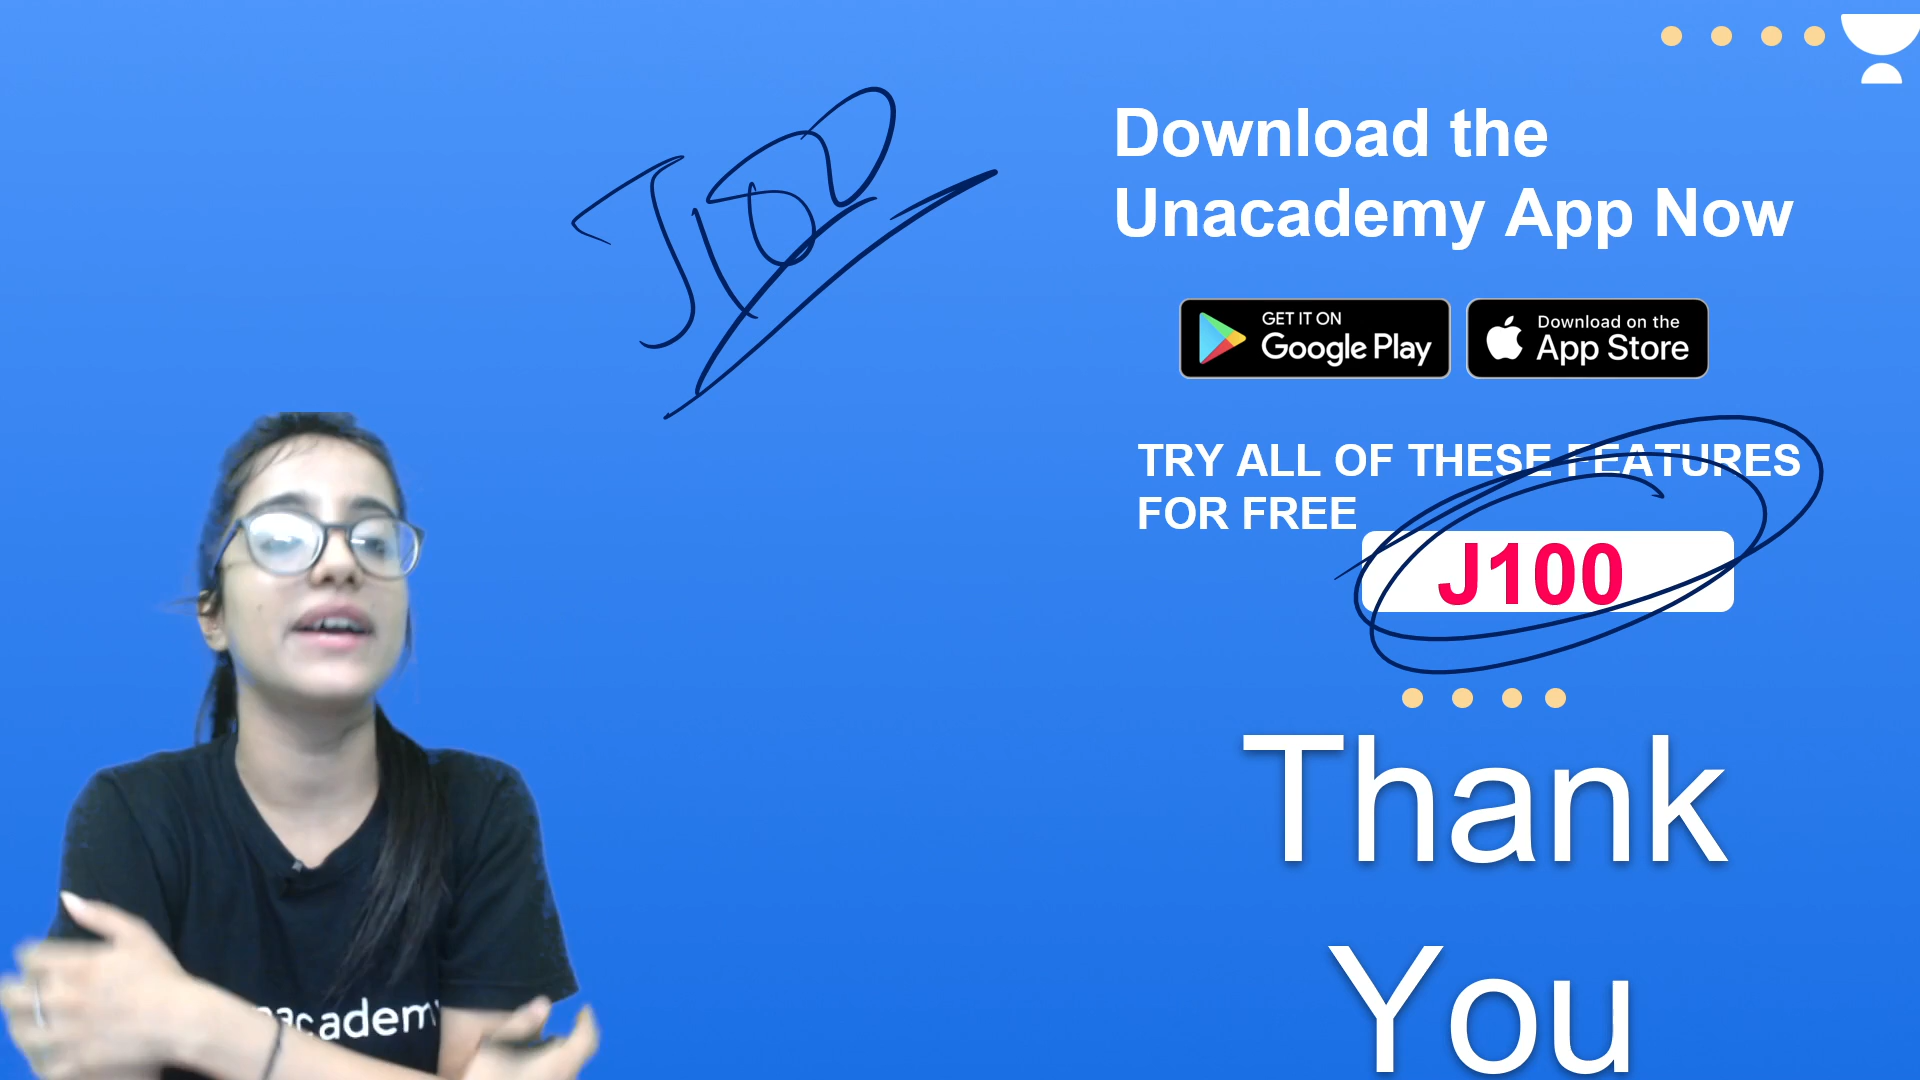 J100
Download the
Unacademy App Now
GET IT ON
Google Play
Download on the
App Store
TRY ALL OF THESE FEATURES
FOR FREE
J100
Thank
You